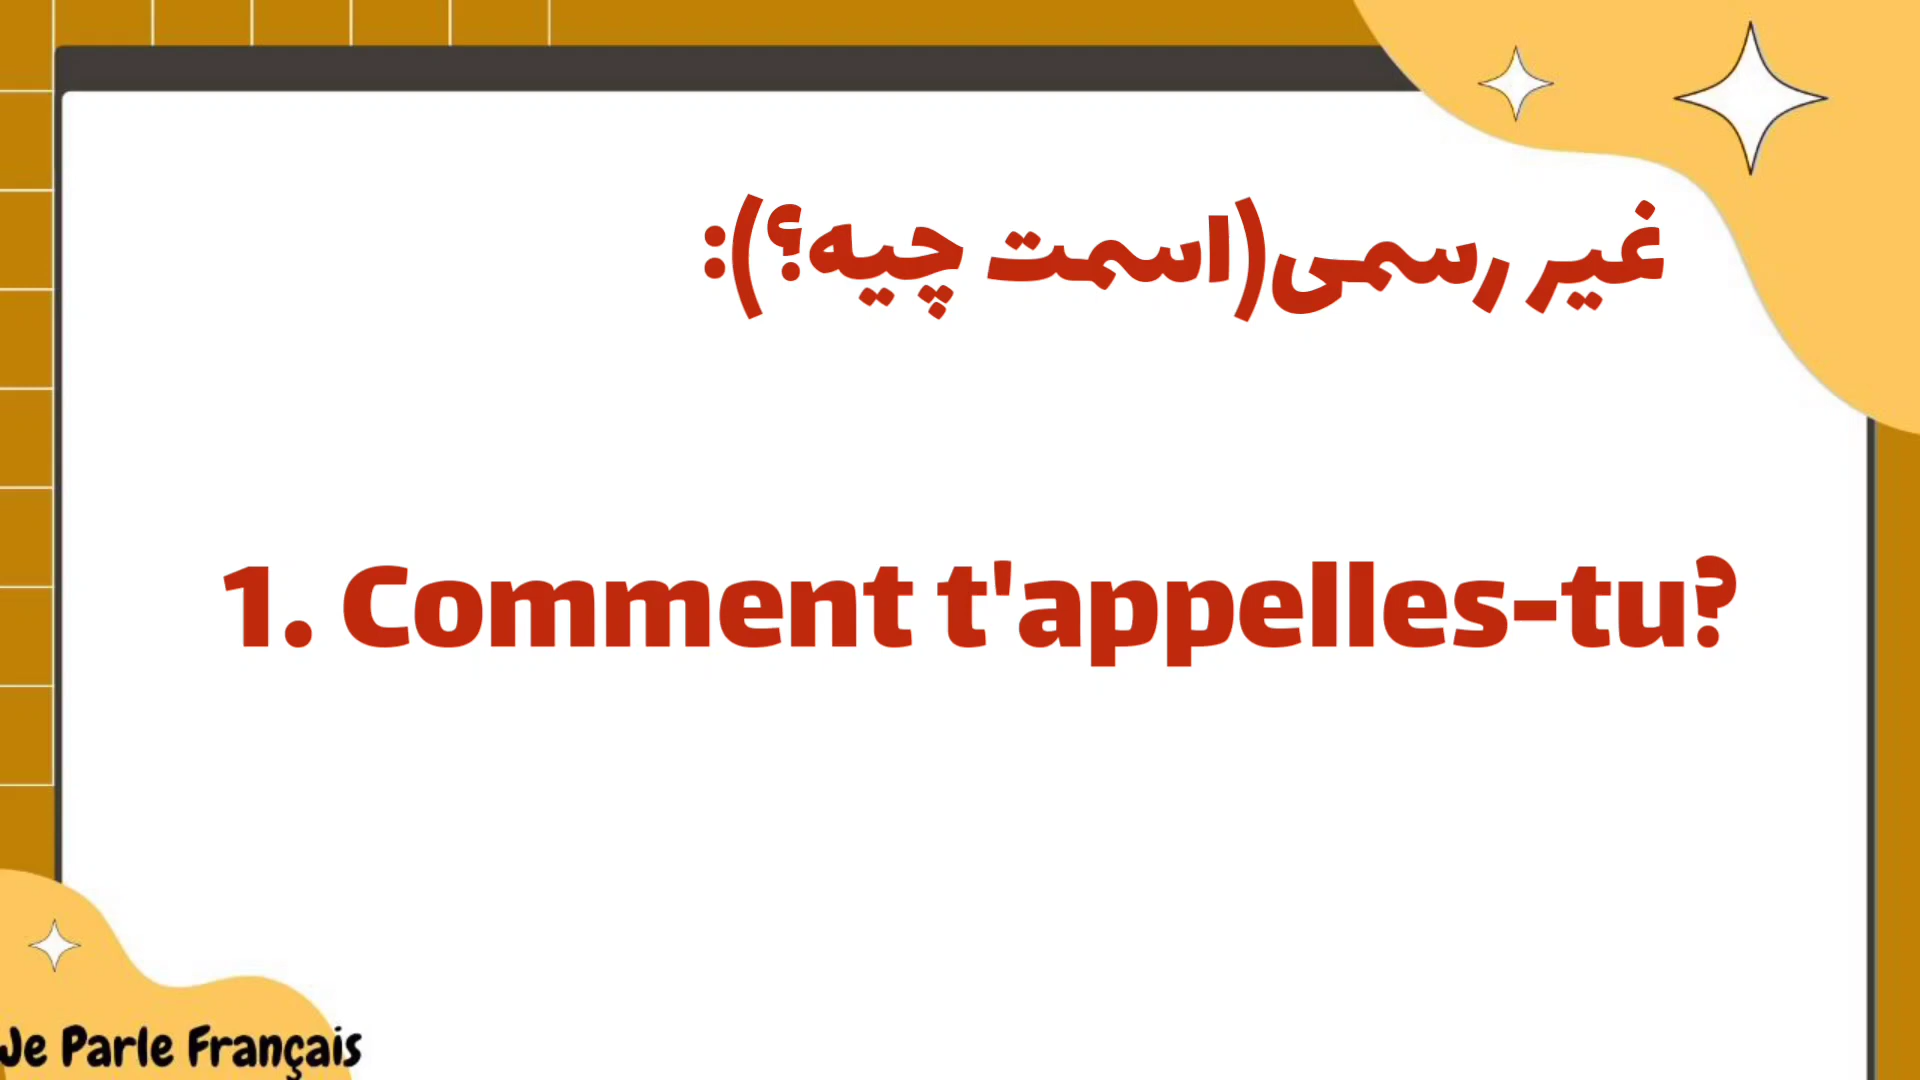 غیر رسمی(اسمت چیه؟):
1. Comment t'appelles-tu?
Je Parle Français